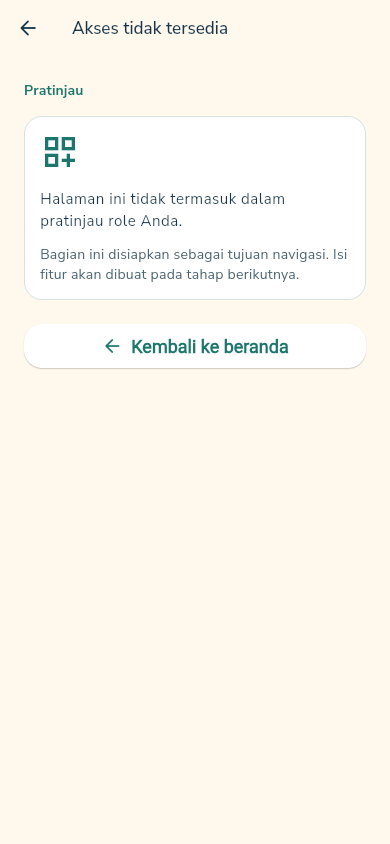 Akses tidak tersedia
Pratinjau
Halaman ini tidak termasuk dalam
pratinjau role Anda.
Bagian ini disiapkan sebagai tujuan navigasi. Isi
fitur akan dibuat pada tahap berikutnya.
Kembali ke beranda